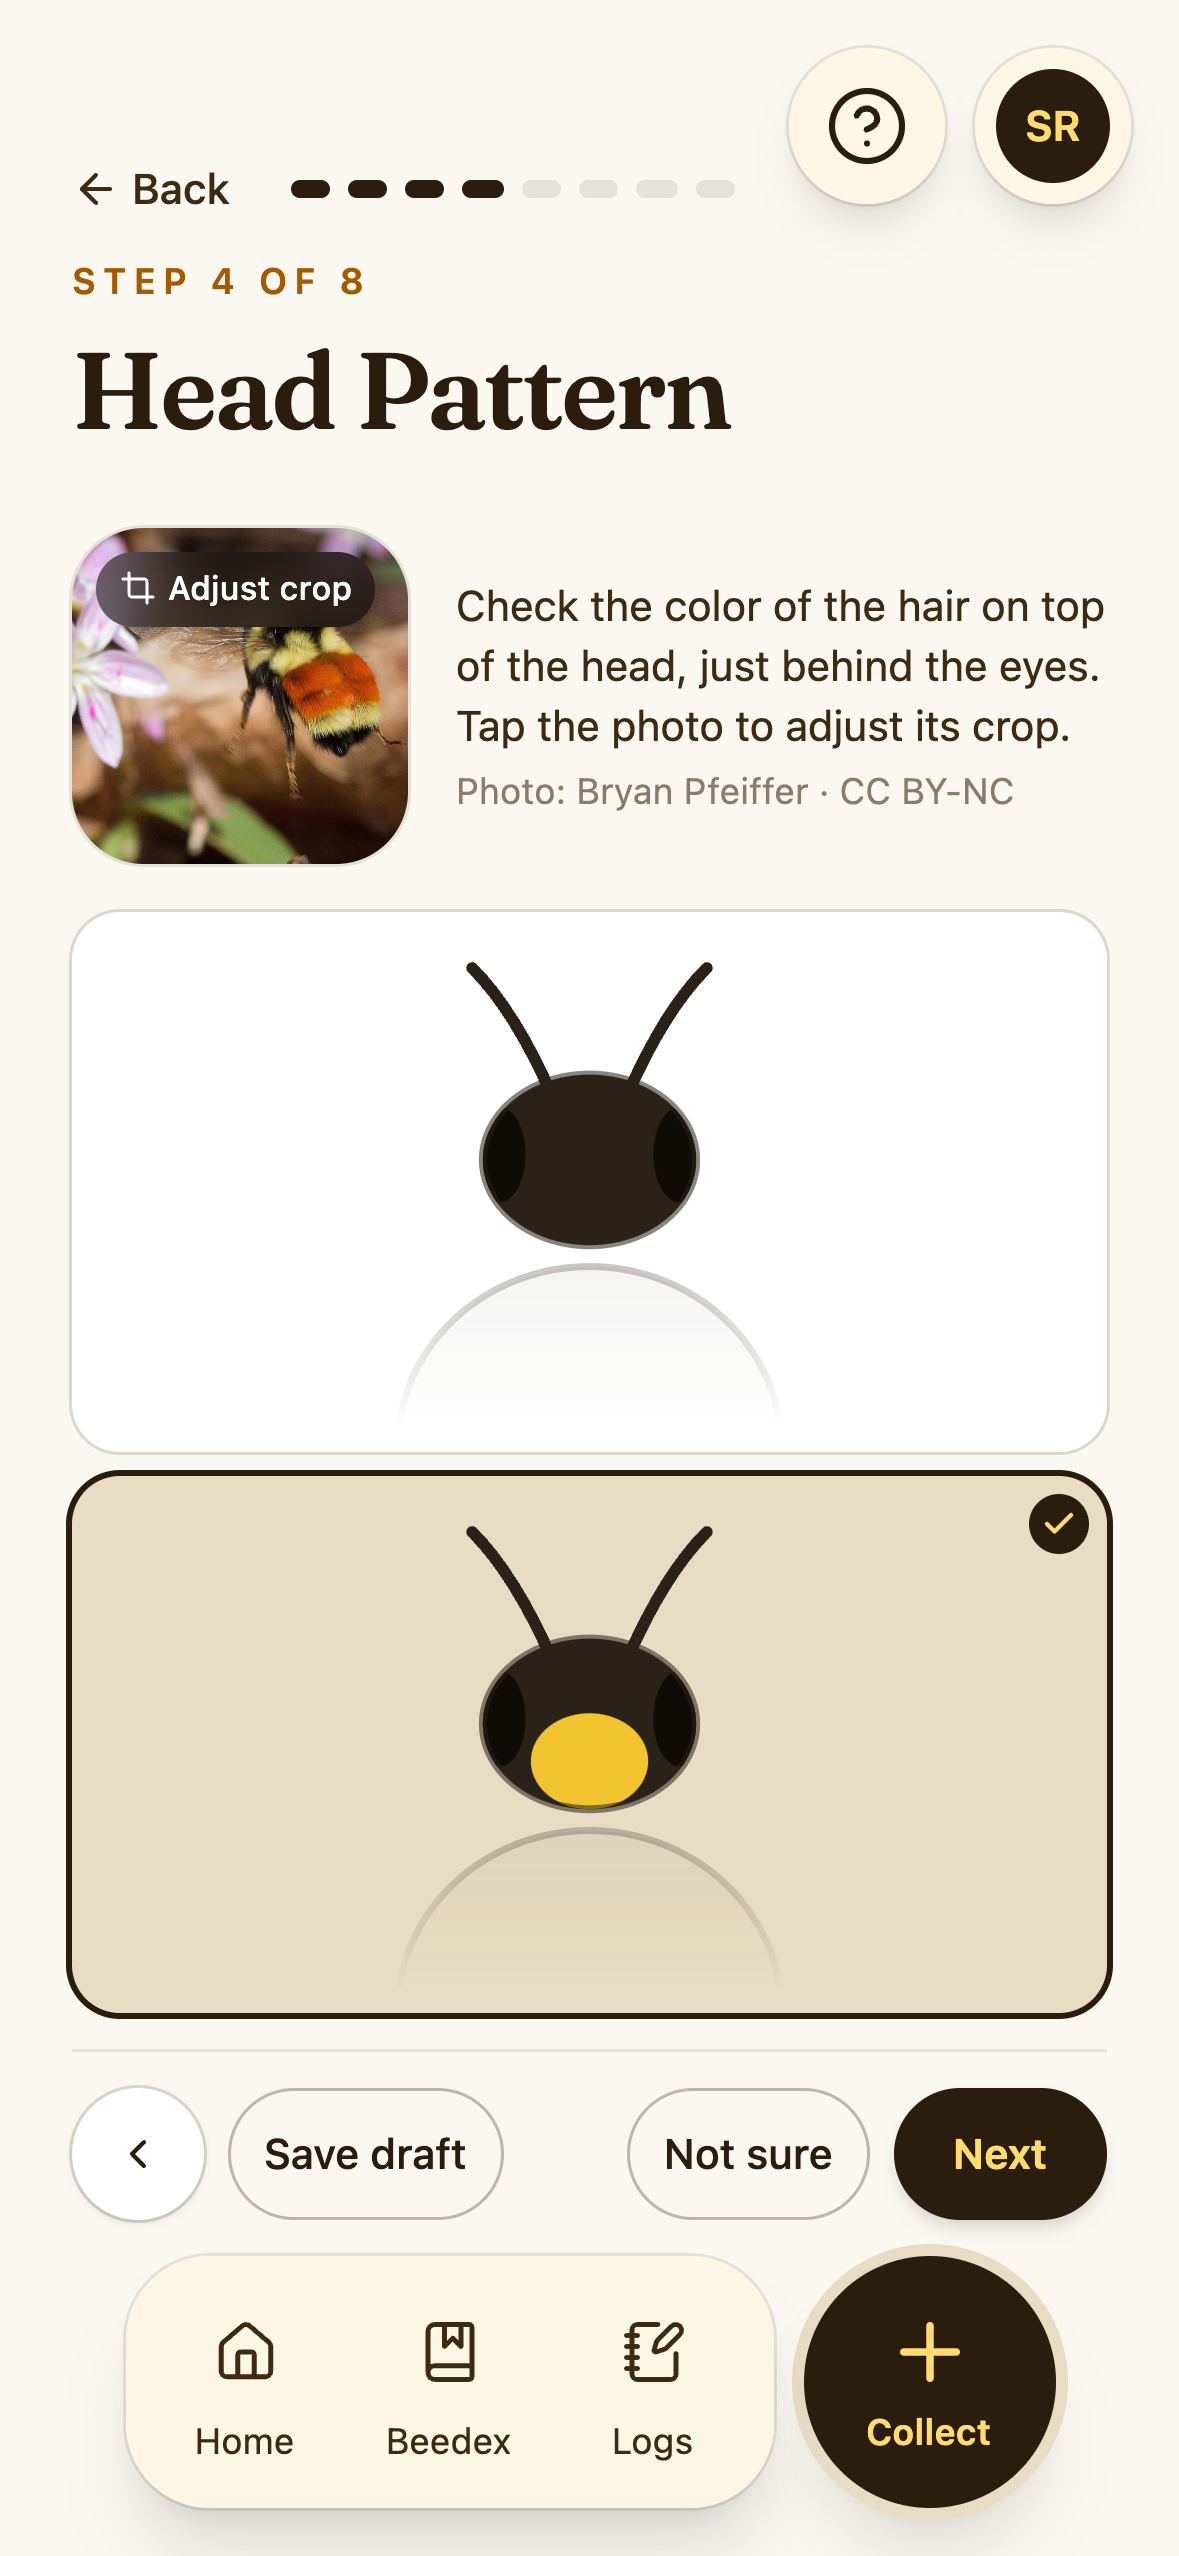 SR
Back
STEP 4 OF 8
Head Pattern
Adjust crop
Check the color of the hair on top
of the head, just behind the eyes.
Tap the photo to adjust its crop.
Photo: Bryan Pfeiffer · CC BY-NC
Save draft
Not sure
Next
Home
Beedex
Logs
Collect